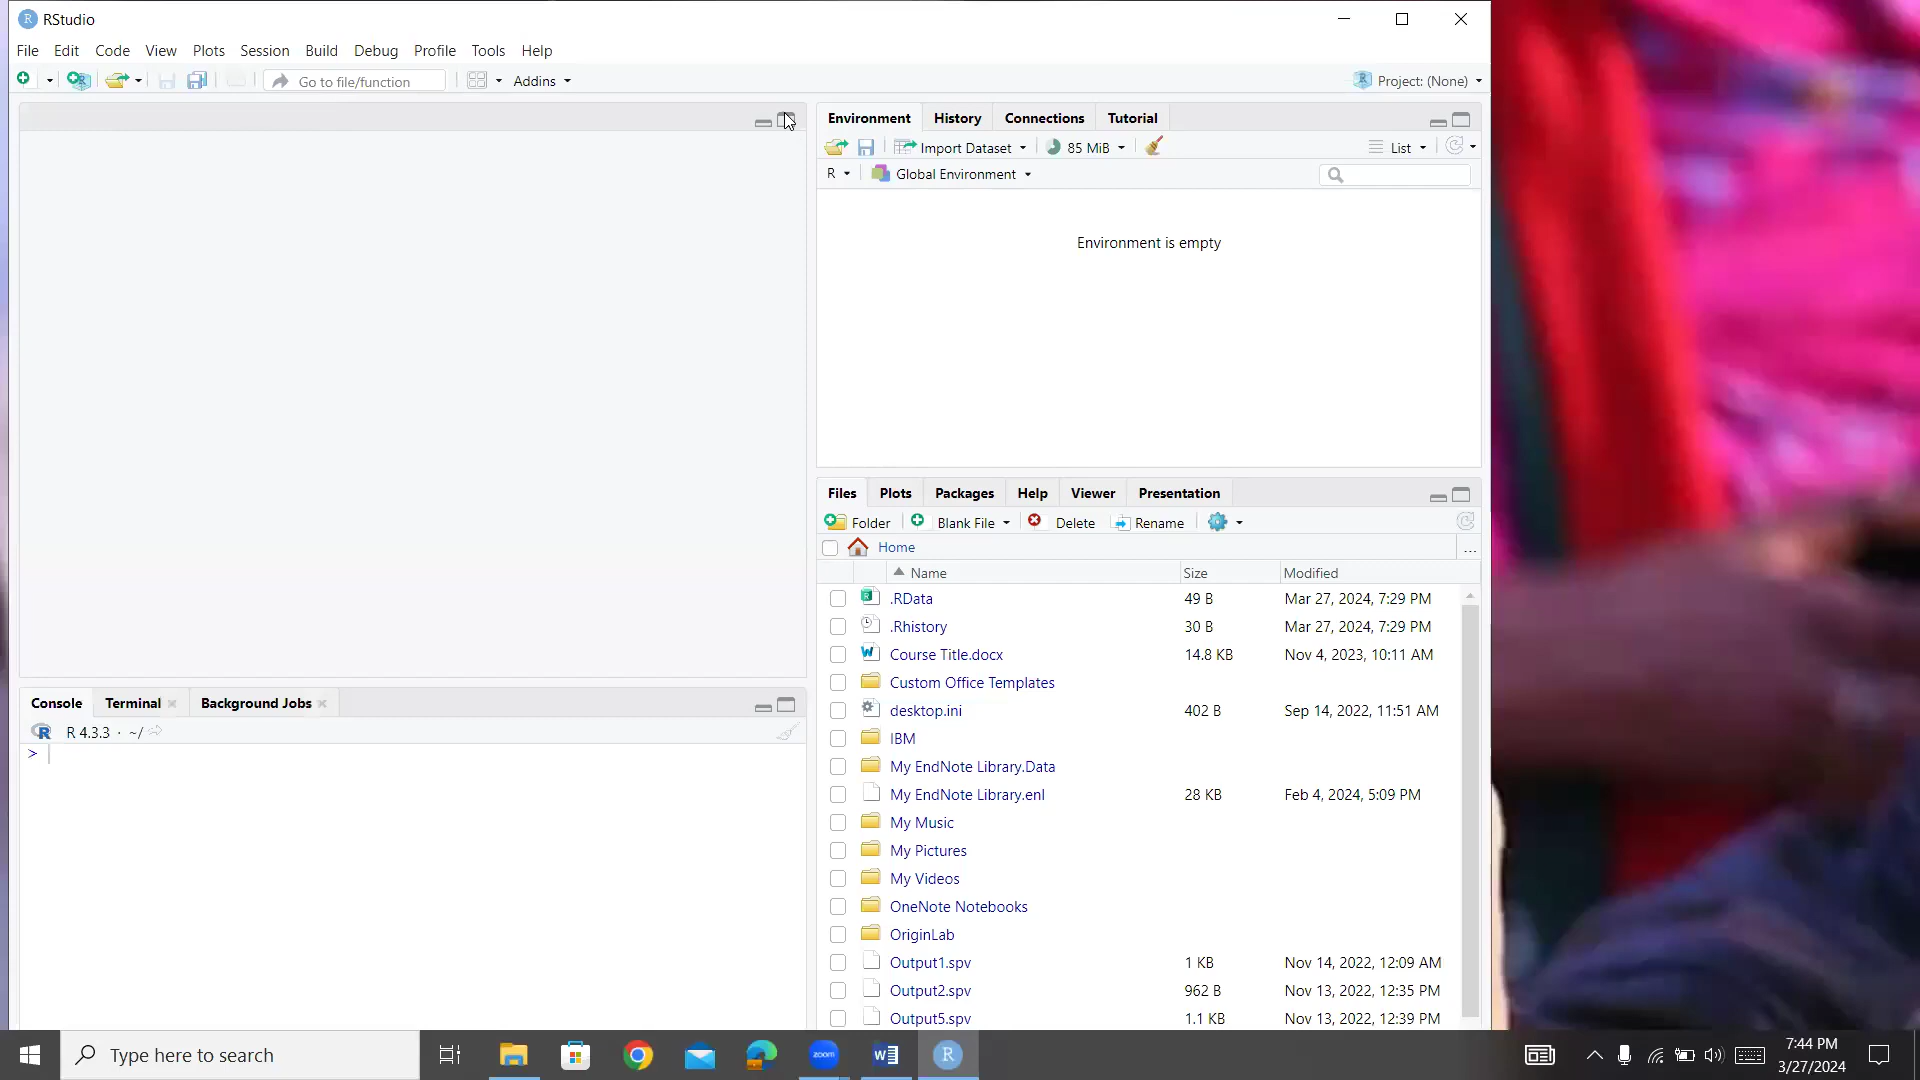 RStudio
File Edit Code View Plots Session Build Debug Profile Tools Help
Go to file/function
Addins
Project: (None)
Environment History Connections Tutorial
Import Dataset
85 MiB
List
R
Global Environment
Environment is empty
Files Plots Packages Help Viewer Presentation
Folder Blank File Delete Rename
Home
...
Name Size Modified
.RData 49 B Mar 27, 2024, 7:29 PM
.Rhistory 30 B Mar 27, 2024, 7:29 PM
Course Title.docx 14.8 KB Nov 4, 2023, 10:11 AM
Custom Office Templates
desktop.ini 402 B Sep 14, 2022, 11:51 AM
IBM
My EndNote Library.Data
My EndNote Library.enl 28 KB Feb 4, 2024, 5:09 PM
My Music
My Pictures
My Videos
OneNote Notebooks
OriginLab
Output1.spv 1 KB Nov 14, 2022, 12:09 AM
Output2.spv 962 B Nov 13, 2022, 12:35 PM
Output5.spv 1.1 KB Nov 13, 2022, 12:39 PM
Console Terminal Background Jobs
R 4.3.3 · ~/
>
Type here to search
zoom
7:44 PM
3/27/2024